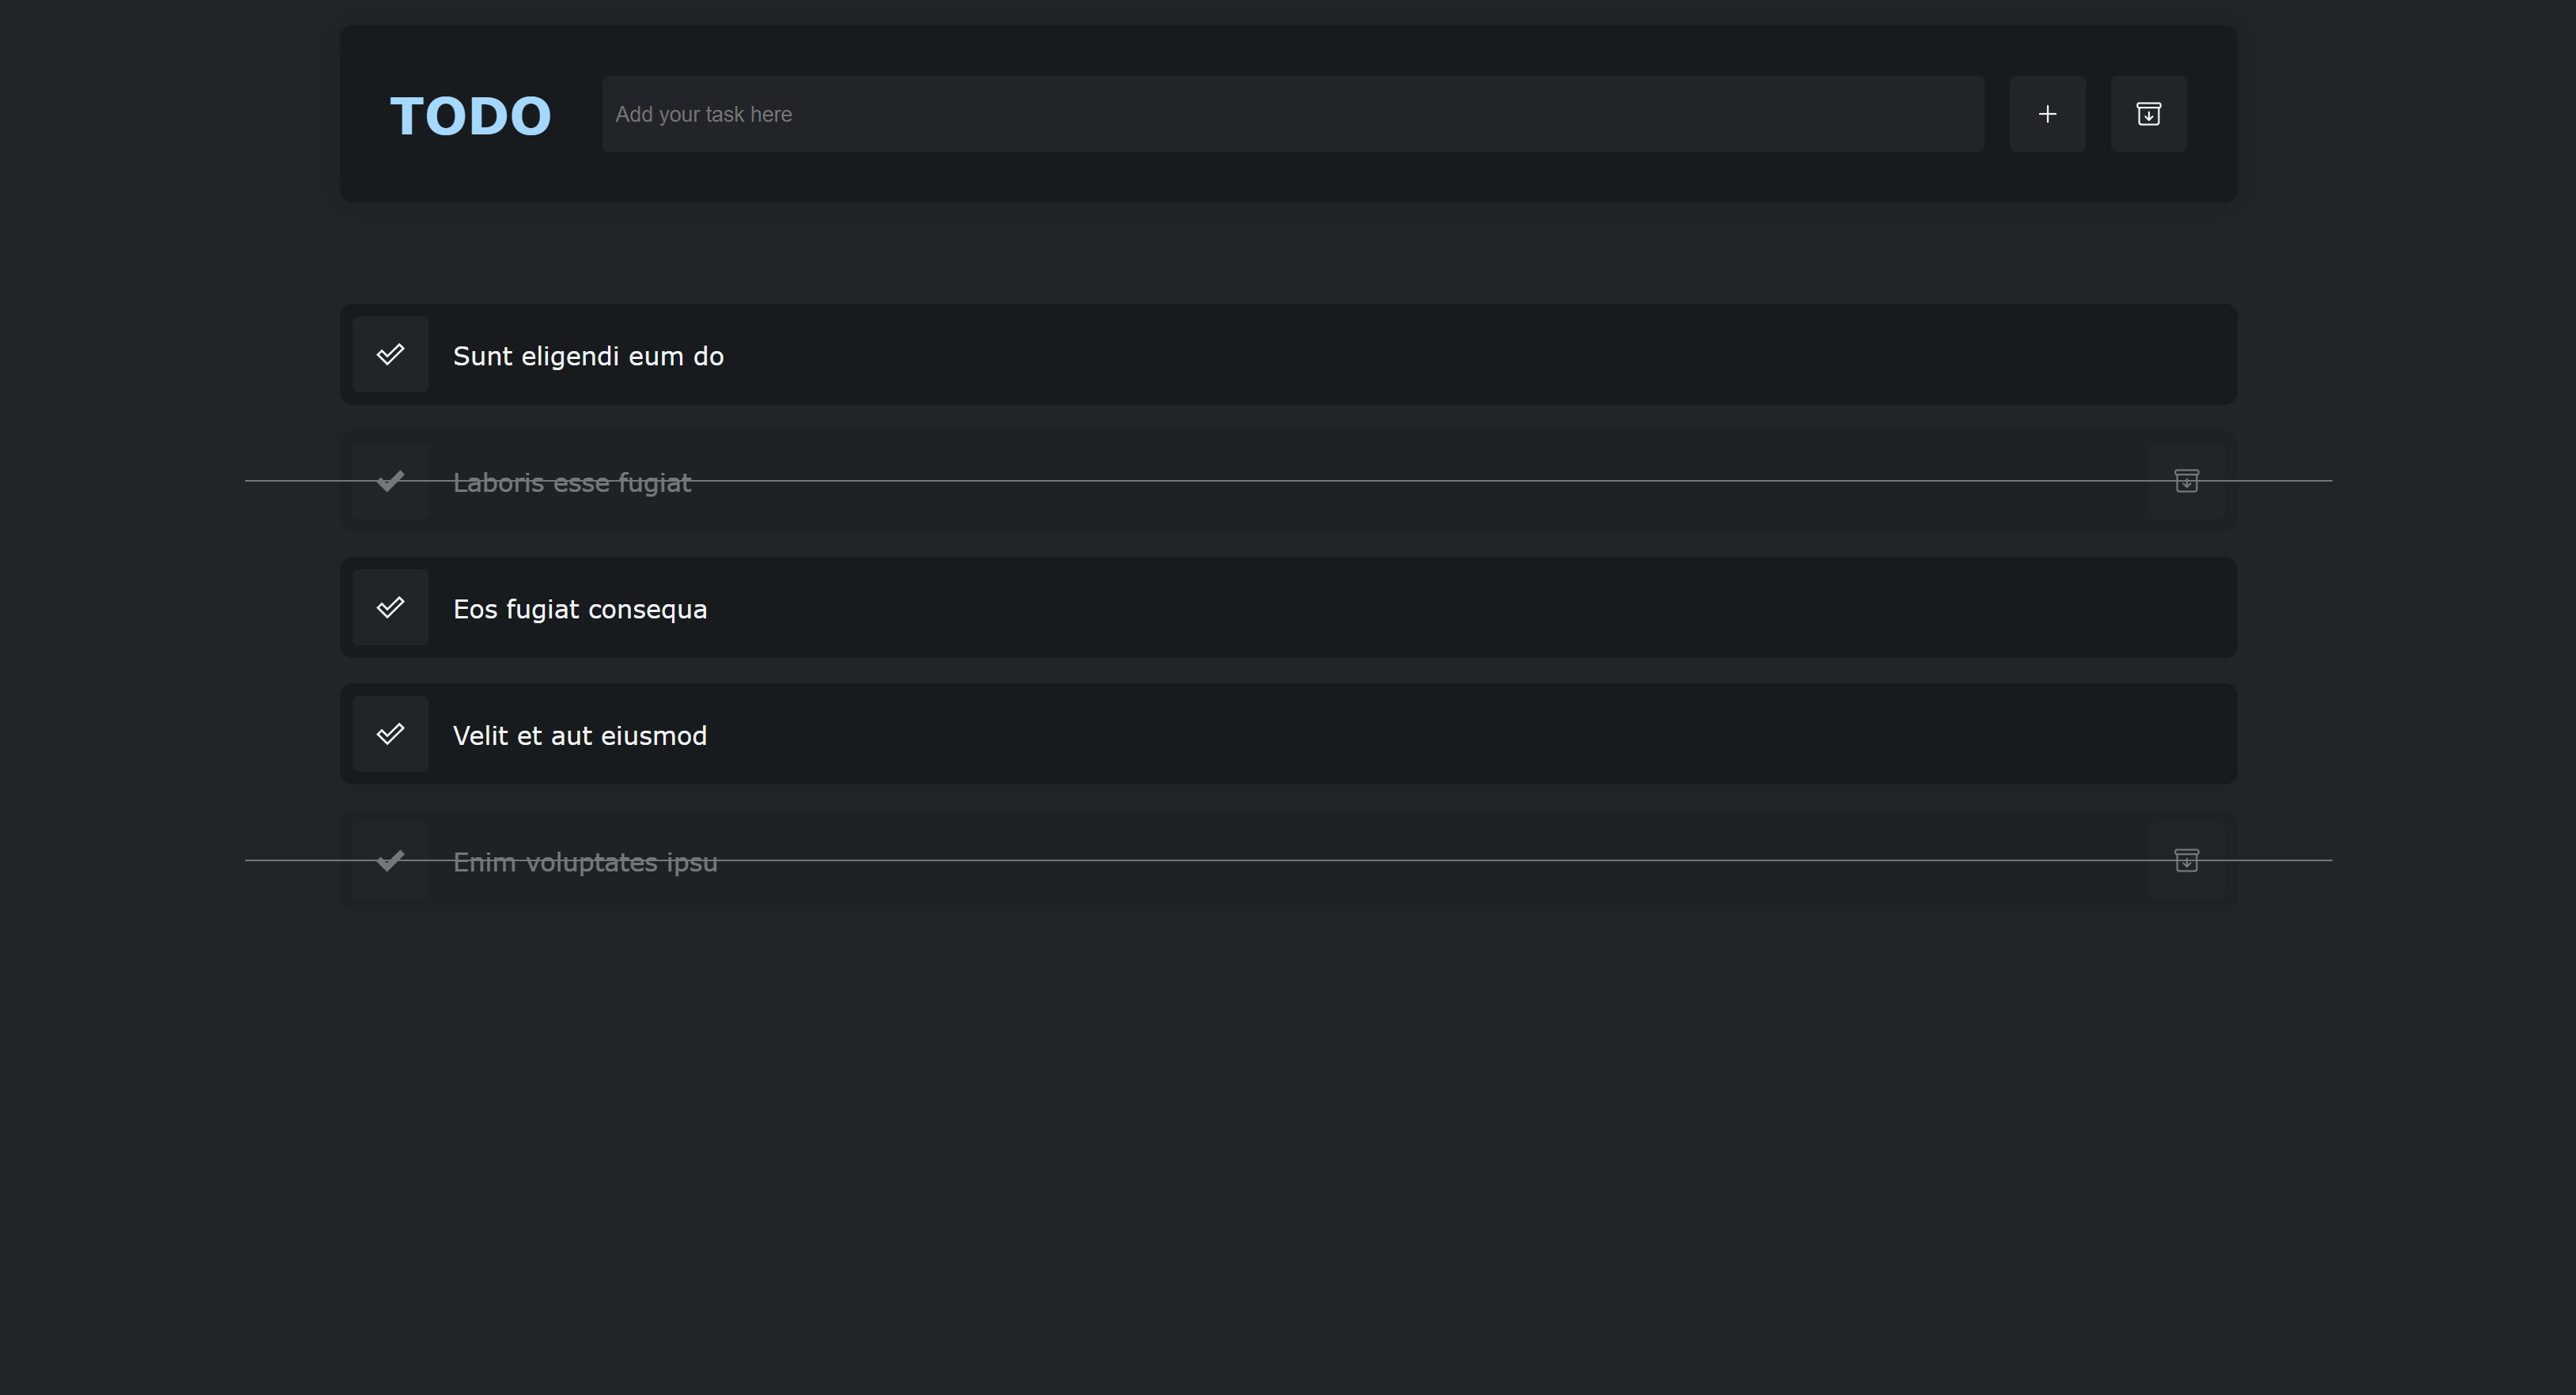 TODO
Add your task here
Sunt eligendi eum do
Laboris esse fugiat
Eos fugiat consequa
Velit et aut eiusmod
Enim voluptates ipsu